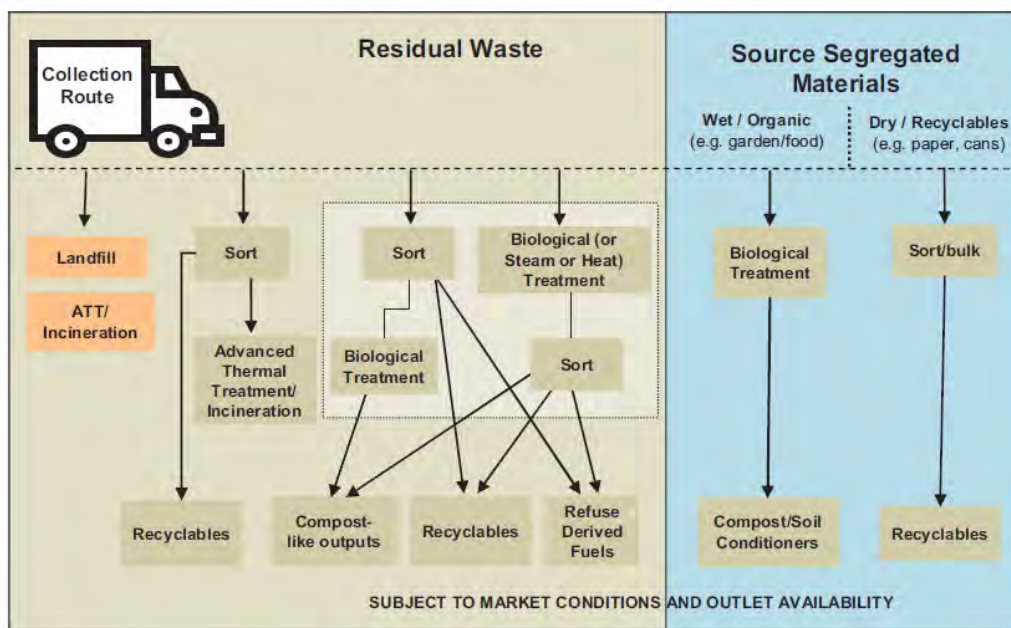 Collection
Route
Residual Waste
Source Segregated
Materials
Wet / Organic
(e.g. garden/food)
Dry / Recyclables
(e.g. paper, cans)
Landfill
ATT/
Incineration
Sort
Advanced
Thermal
Treatment/
Incineration
Sort
Biological (or
Steam or Heat)
Treatment
Biological
Treatment
Sort
Biological
Treatment
Sort/bulk
Recyclables
Compost-
like outputs
Recyclables
Refuse
Derived
Fuels
Compost/Soil
Conditioners
Recyclables
SUBJECT TO MARKET CONDITIONS AND OUTLET AVAILABILITY